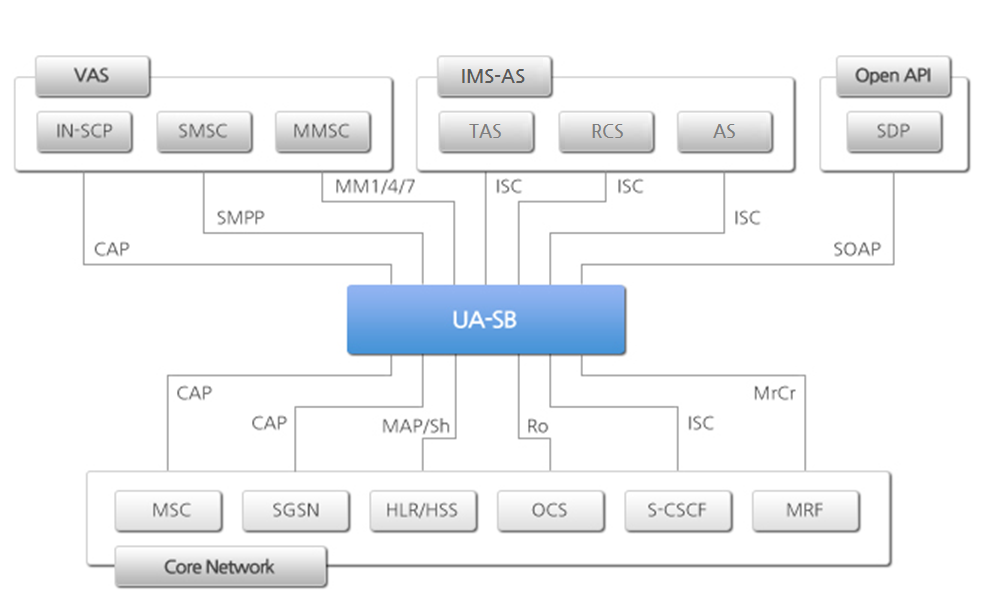 VAS
IMS-AS
Open API
IN-SCP
SMSC
MMSC
TAS
RCS
AS
SDP
MM1/4/7
ISC
ISC
SMPP
ISC
CAP
SOAP
UA-SB
CAP
MrCr
CAP
MAP/Sh
Ro
ISC
MSC
SGSN
HLR/HSS
OCS
S-CSCF
MRF
Core Network